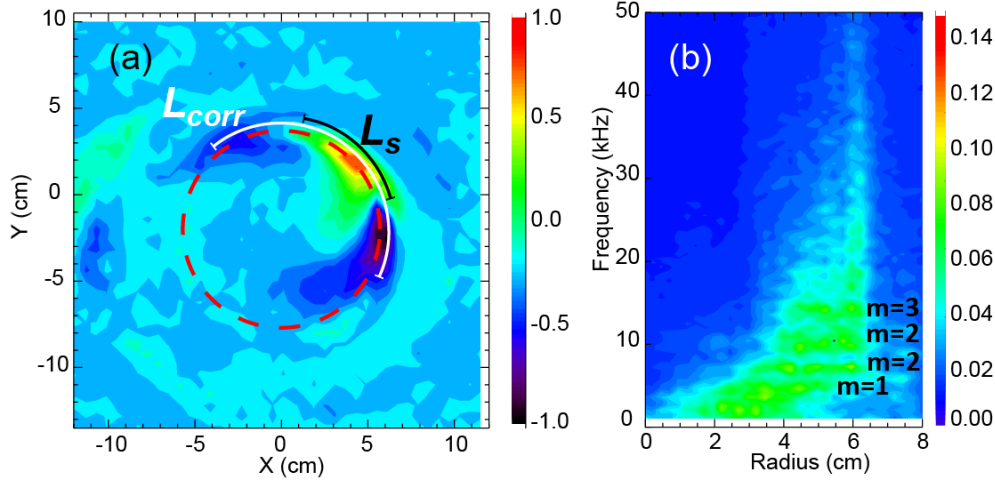 (a)
L_corr
L_s
10
5
0
-5
-10
Y (cm)
-10
-5
0
5
10
X (cm)
1.0
0.5
0.0
-0.5
-1.0
(b)
50
40
30
20
10
0
Frequency (kHz)
m=3
m=2
m=2
m=1
0
2
4
6
8
Radius (cm)
0.14
0.12
0.10
0.08
0.06
0.04
0.02
0.00